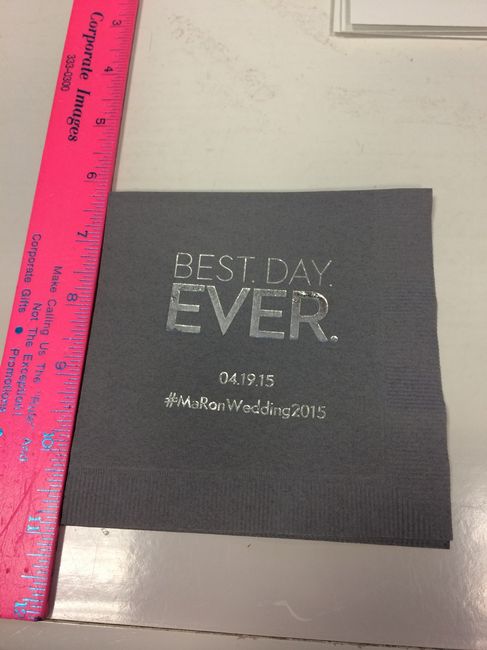 Corporate Images
333-0300
Make Calling Us The "Rule" And
Not The Exception!
Corporate Gifts ● Promotions
3
4
5
6
7
8
9
10
11
12
BEST. DAY.
EVER.
04.19.15
#MaRonWedding2015